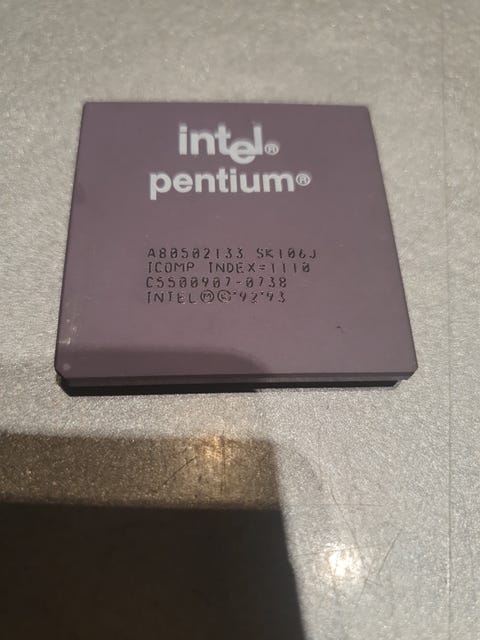 intel®
pentium®
A80502133 SK106J
ICOMP INDEX=1110
C5500907-0738
INTEL Ⓜ © '92'93